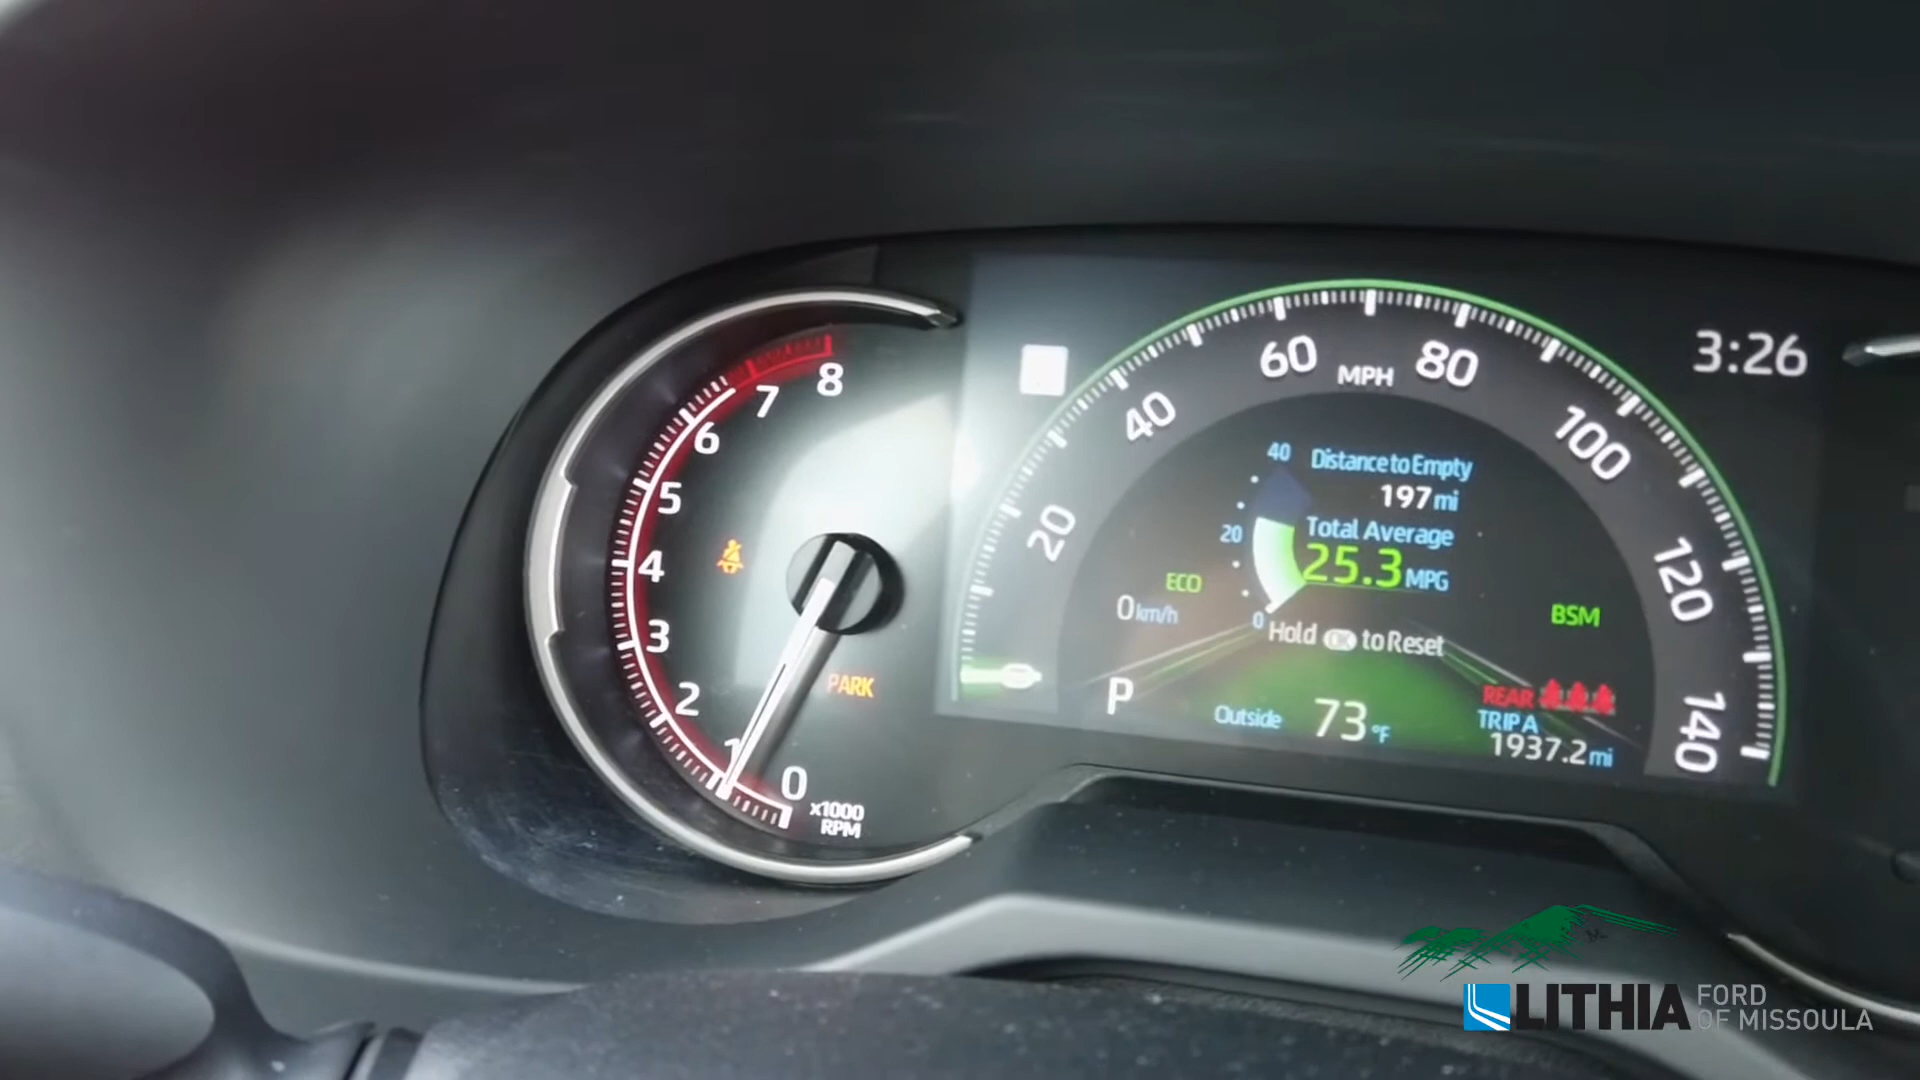 8
7
6
5
4
3
2
1
0
x1000
RPM
PARK
20
40
60
MPH
80
100
120
140
3:26
40
20
0
Distance to Empty
197 mi
Total Average
25.3 MPG
Hold OK to Reset
ECO
0 km/h
BSM
P
Outside 73 °F
REAR
TRIP A
1937.2 mi
LITHIA
FORD
OF MISSOULA